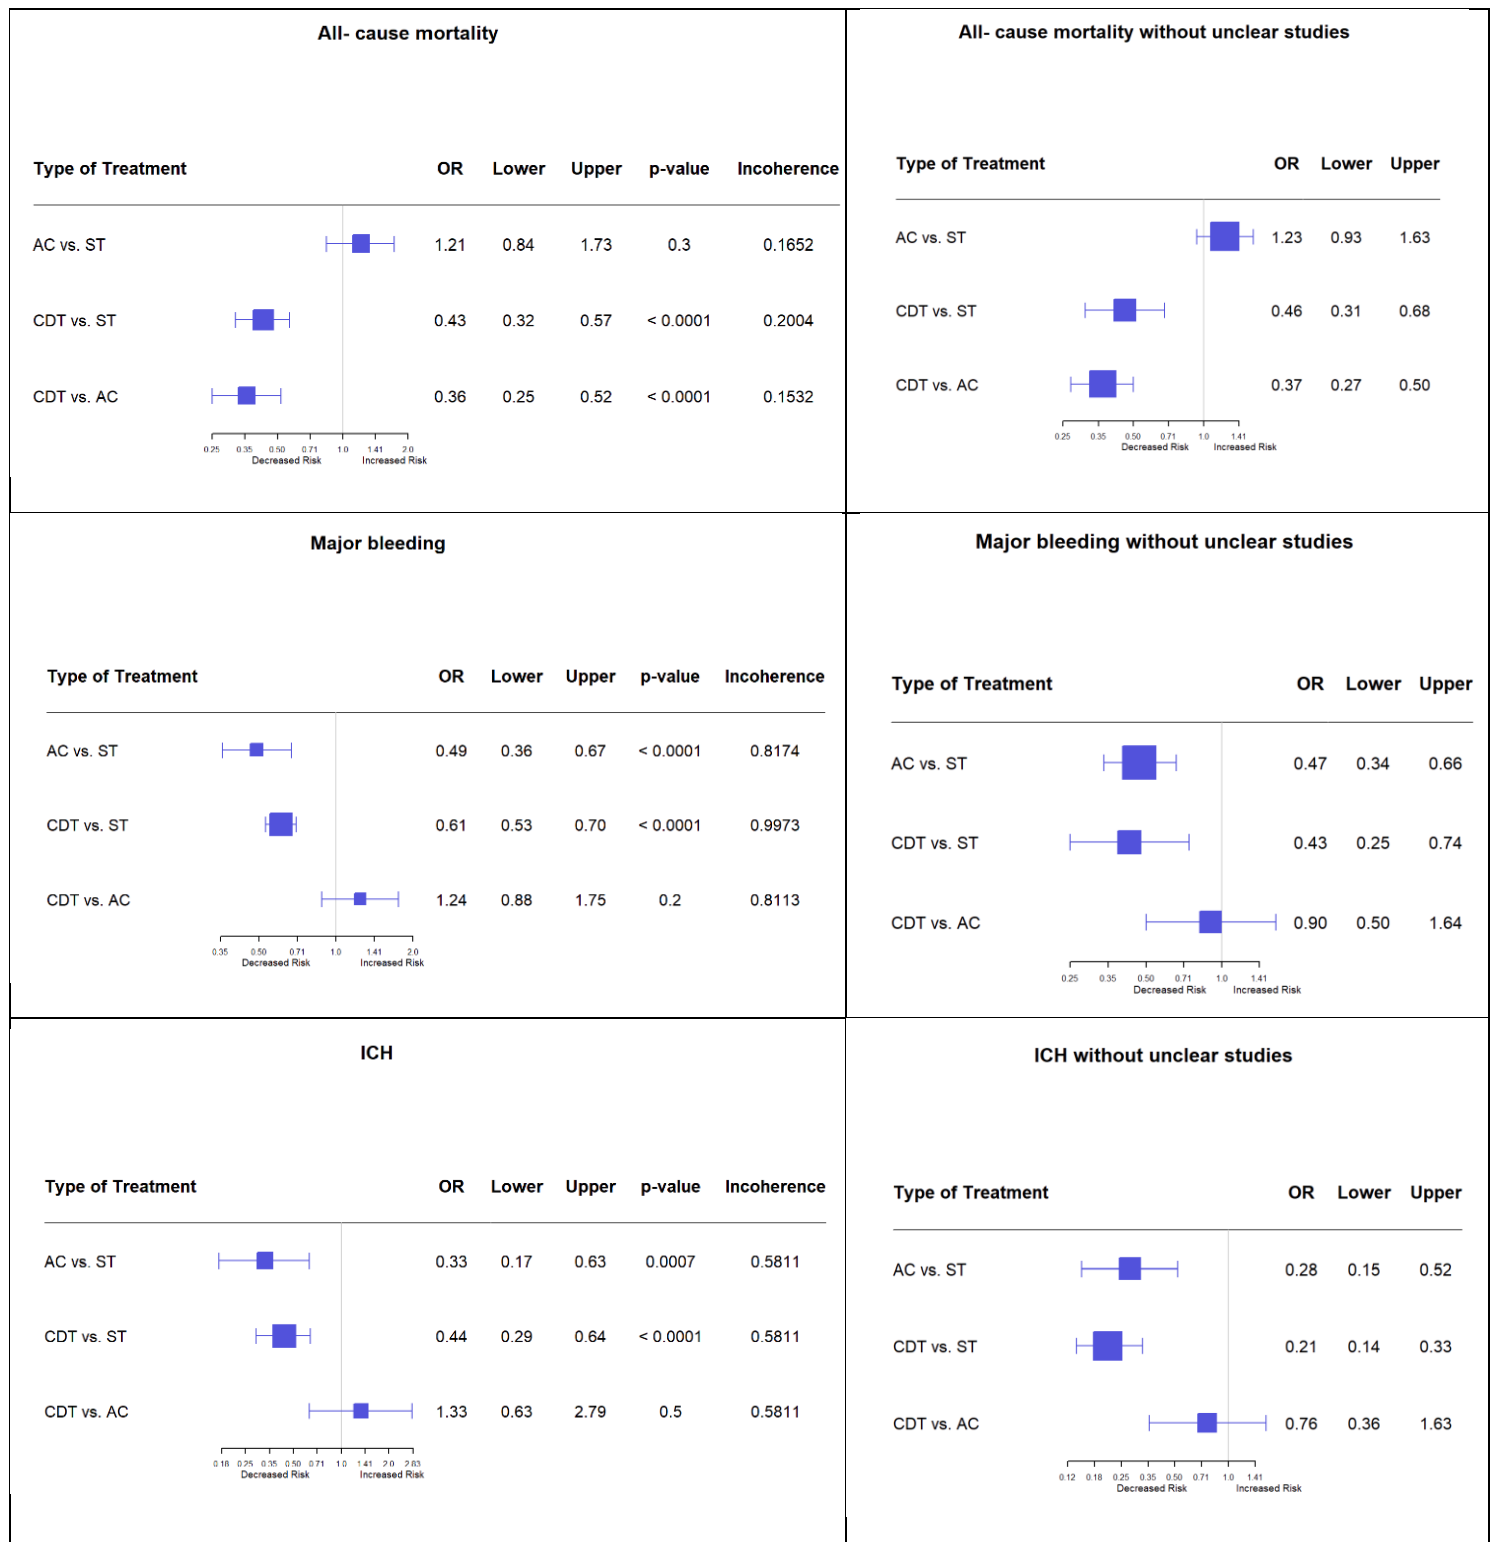 All- cause mortality
Type of Treatment OR Lower Upper p-value Incoherence
AC vs. ST 1.21 0.84 1.73 0.3 0.1652
CDT vs. ST 0.43 0.32 0.57 < 0.0001 0.2004
CDT vs. AC 0.36 0.25 0.52 < 0.0001 0.1532
0.25 0.35 0.50 0.71 1.0 1.41 2.0
Decreased Risk Increased Risk
All- cause mortality without unclear studies
Type of Treatment OR Lower Upper
AC vs. ST 1.23 0.93 1.63
CDT vs. ST 0.46 0.31 0.68
CDT vs. AC 0.37 0.27 0.50
0.25 0.35 0.50 0.71 1.0 1.41
Decreased Risk Increased Risk
Major bleeding
Type of Treatment OR Lower Upper p-value Incoherence
AC vs. ST 0.49 0.36 0.67 < 0.0001 0.8174
CDT vs. ST 0.61 0.53 0.70 < 0.0001 0.9973
CDT vs. AC 1.24 0.88 1.75 0.2 0.8113
0.35 0.50 0.71 1.0 1.41 2.0
Decreased Risk Increased Risk
Major bleeding without unclear studies
Type of Treatment OR Lower Upper
AC vs. ST 0.47 0.34 0.66
CDT vs. ST 0.43 0.25 0.74
CDT vs. AC 0.90 0.50 1.64
0.25 0.35 0.50 0.71 1.0 1.41
Decreased Risk Increased Risk
ICH
Type of Treatment OR Lower Upper p-value Incoherence
AC vs. ST 0.33 0.17 0.63 0.0007 0.5811
CDT vs. ST 0.44 0.29 0.64 < 0.0001 0.5811
CDT vs. AC 1.33 0.63 2.79 0.5 0.5811
0.18 0.25 0.35 0.50 0.71 1.0 1.41 2.0 2.83
Decreased Risk Increased Risk
ICH without unclear studies
Type of Treatment OR Lower Upper
AC vs. ST 0.28 0.15 0.52
CDT vs. ST 0.21 0.14 0.33
CDT vs. AC 0.76 0.36 1.63
0.12 0.18 0.25 0.35 0.50 0.71 1.0 1.41
Decreased Risk Increased Risk